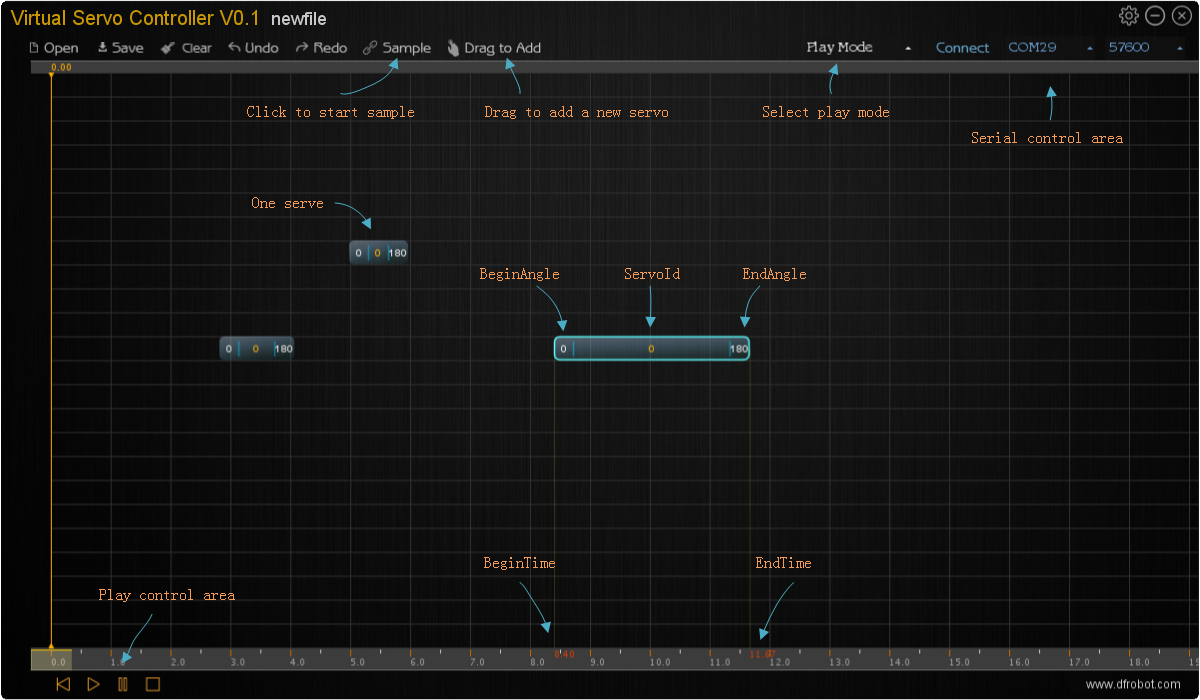 Virtual Servo Controller V0.1 newfile
Open Save Clear Undo Redo Sample Drag to Add Play Mode Connect COM29 57600
0.00
Click to start sample Drag to add a new servo Select play mode
Serial control area
One serve
0 0 180
BeginAngle ServoId EndAngle
0 0 180 0 0 180
BeginTime EndTime
Play control area
0.0 1.0 2.0 3.0 4.0 5.0 6.0 7.0 8.0 8.40 9.0 10.0 11.0 11.67 12.0 13.0 14.0 15.0 16.0 17.0 18.0
www.dfrobot.com